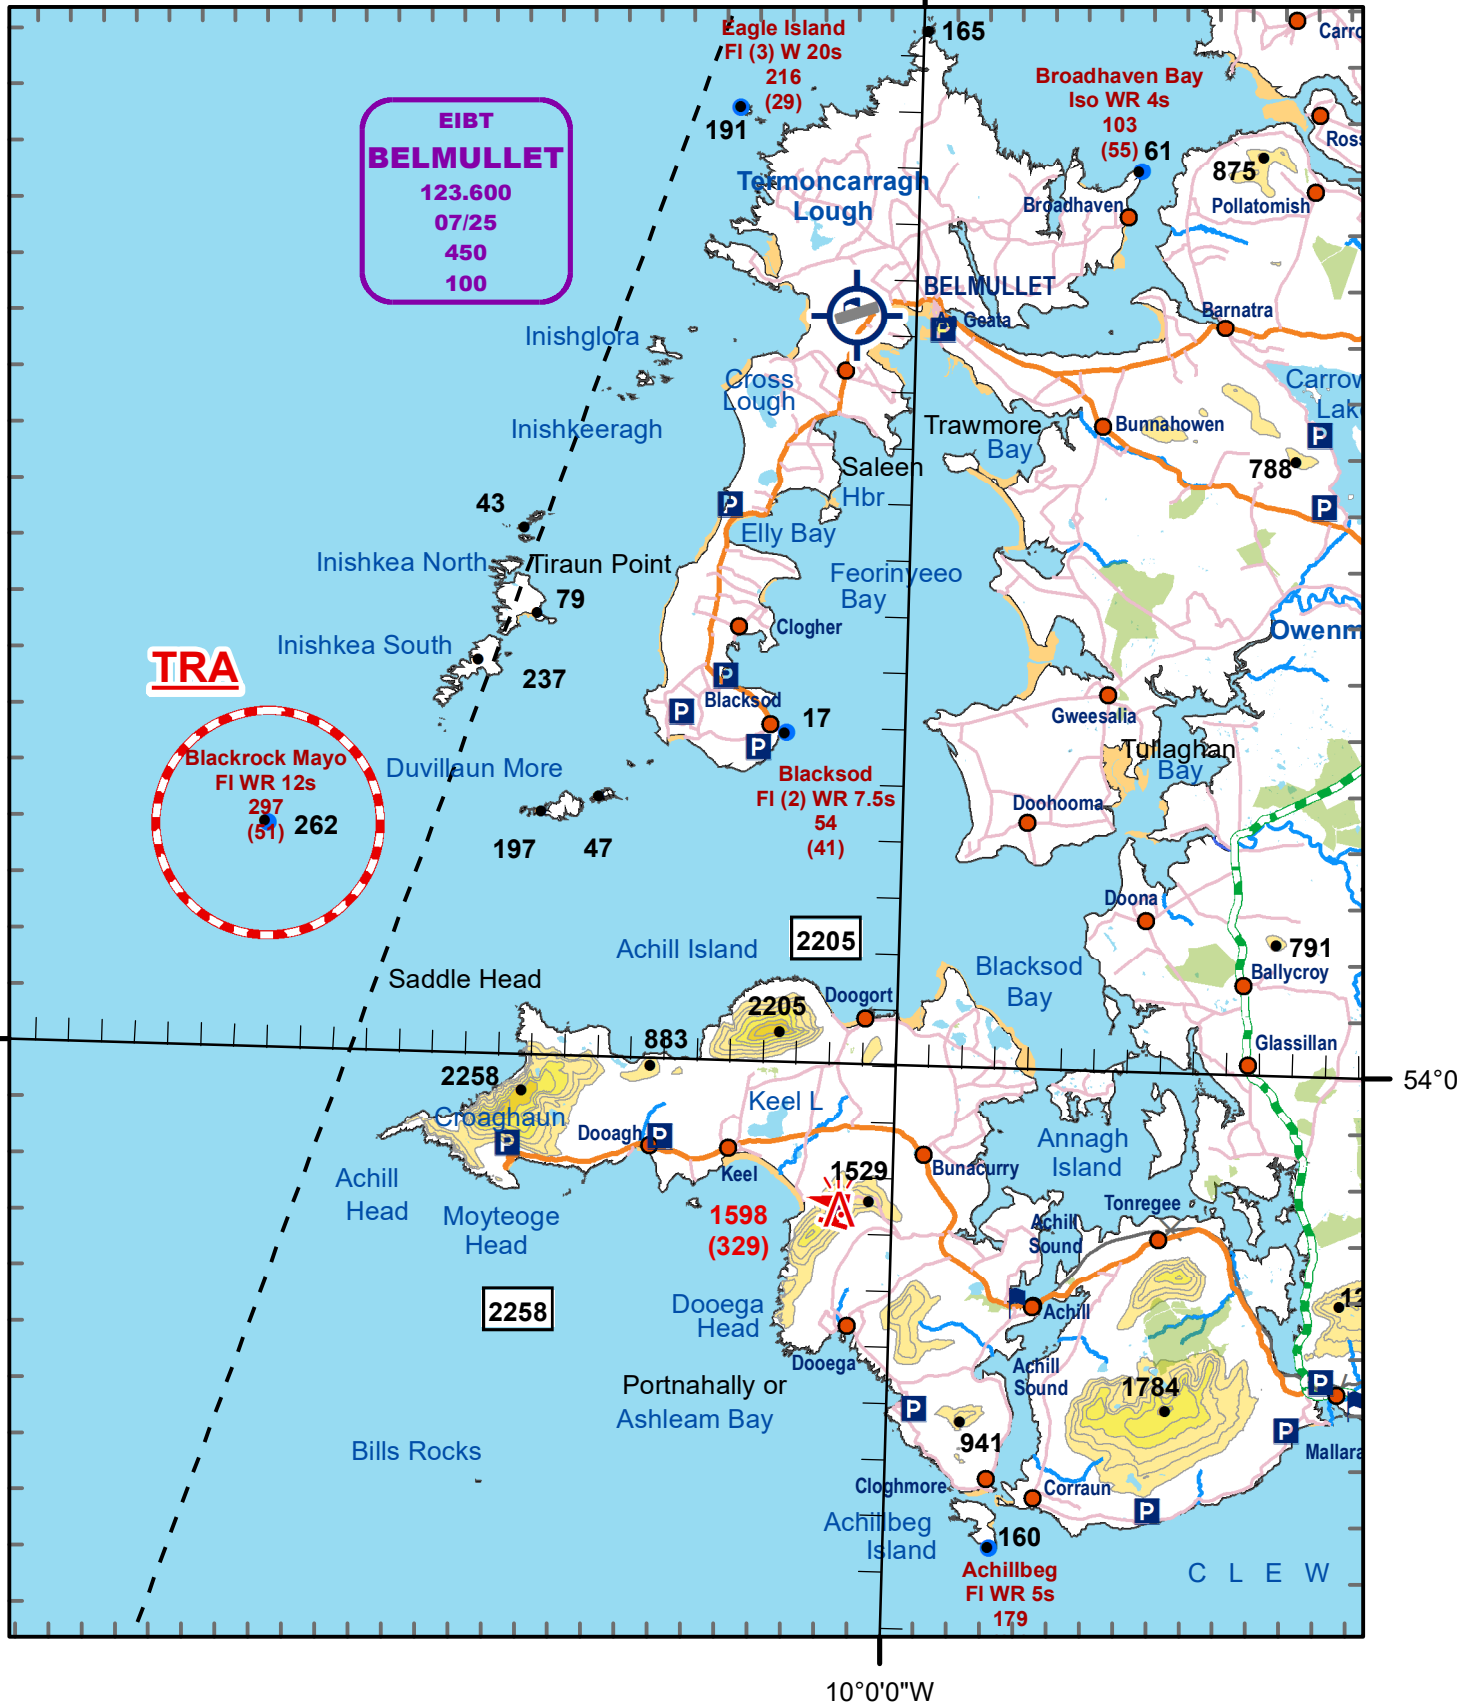 Eagle Island
Fl (3) W 20s
216
(29)
191
165
Carro
Broadhaven Bay
Iso WR 4s
103
(55)
61
EIBT
BELMULLET
123.600
07/25
450
100
Ross
875
Pollatomish
Termoncarragh
Lough
Broadhaven
BELMULLET
An Geata
P
Barnatra
Inishglora
Cross
Lough
Carrow
Lake
Inishkeeragh
Trawmore
Bay
Bunnahowen
P
788
Saleen
Hbr
P
P
43
Elly Bay
Inishkea North
Tiraun Point
Feorinyeeo
Bay
79
Clogher
Owenm
Inishkea South
TRA
237
P
Blacksod
P
17
P
Gweesalia
Tullaghan
Bay
Blackrock Mayo
Fl WR 12s
297
(51)
262
Duvillaun More
Blacksod
Fl (2) WR 7.5s
54
(41)
197
47
Doohooma
Doona
2205
Achill Island
791
Saddle Head
Blacksod
Bay
Ballycroy
Doogort
2205
883
Glassillan
2258
54°0
Croaghaun
P
Keel L
Dooagh
P
Annagh
Island
Keel
1529
Bunacurry
Achill
Head
Moyteoge
Head
1598
(329)
Tonregee
Achill
Sound
2258
Dooega
Head
Achill
12
Dooega
Achill
Sound
Portnahally or
Ashleam Bay
1784
P
P
941
P
Mallara
Bills Rocks
Cloghmore
Corraun
P
Achillbeg
Island
160
Achillbeg
Fl WR 5s
179
C L E W
10°0'0"W